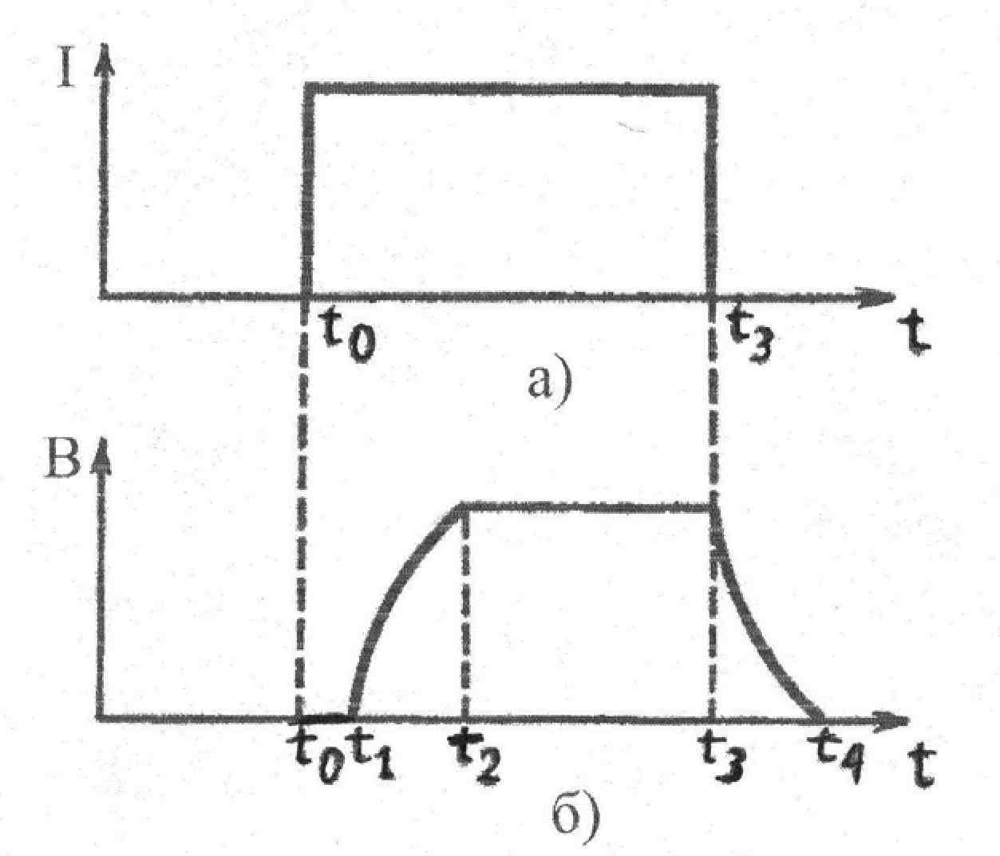 I
t₀ t₃ t
а)
В
t₀ t₁ t₂ t₃ t₄ t
б)